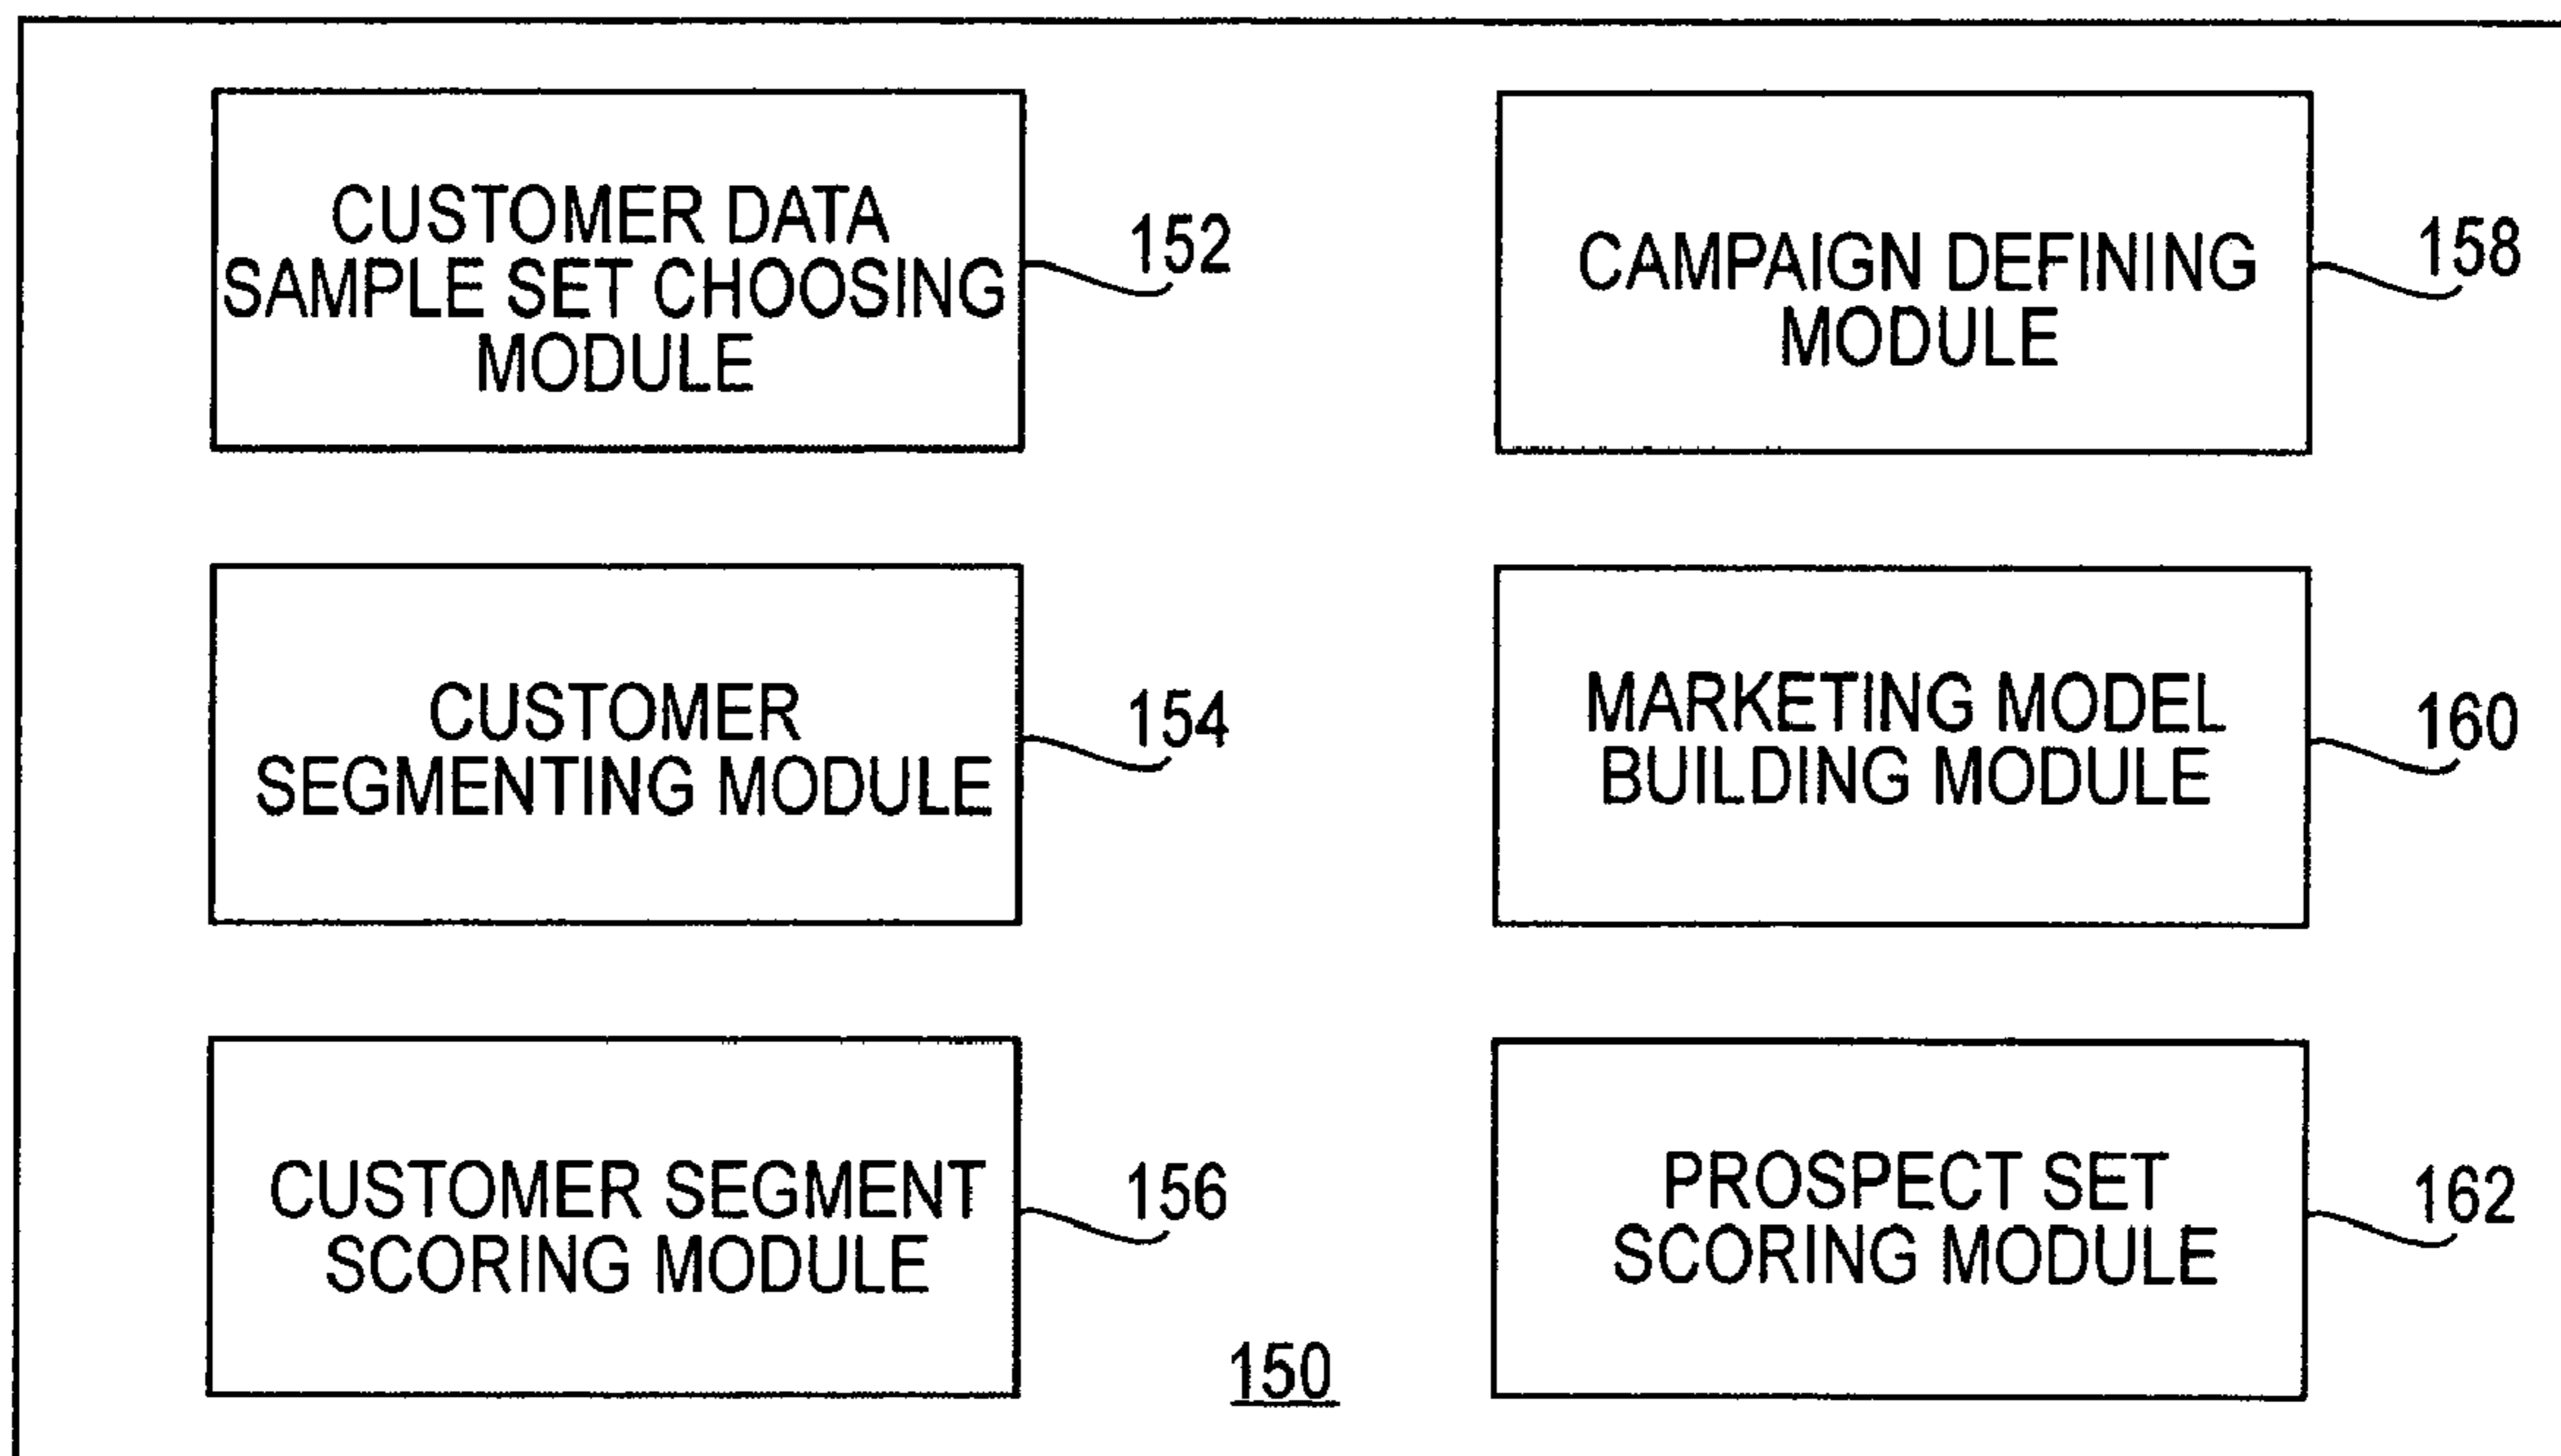 CUSTOMER DATA
SAMPLE SET CHOOSING
MODULE
152
CUSTOMER
SEGMENTING MODULE
154
CUSTOMER SEGMENT
SCORING MODULE
156
CAMPAIGN DEFINING
MODULE
158
MARKETING MODEL
BUILDING MODULE
160
PROSPECT SET
SCORING MODULE
162
150